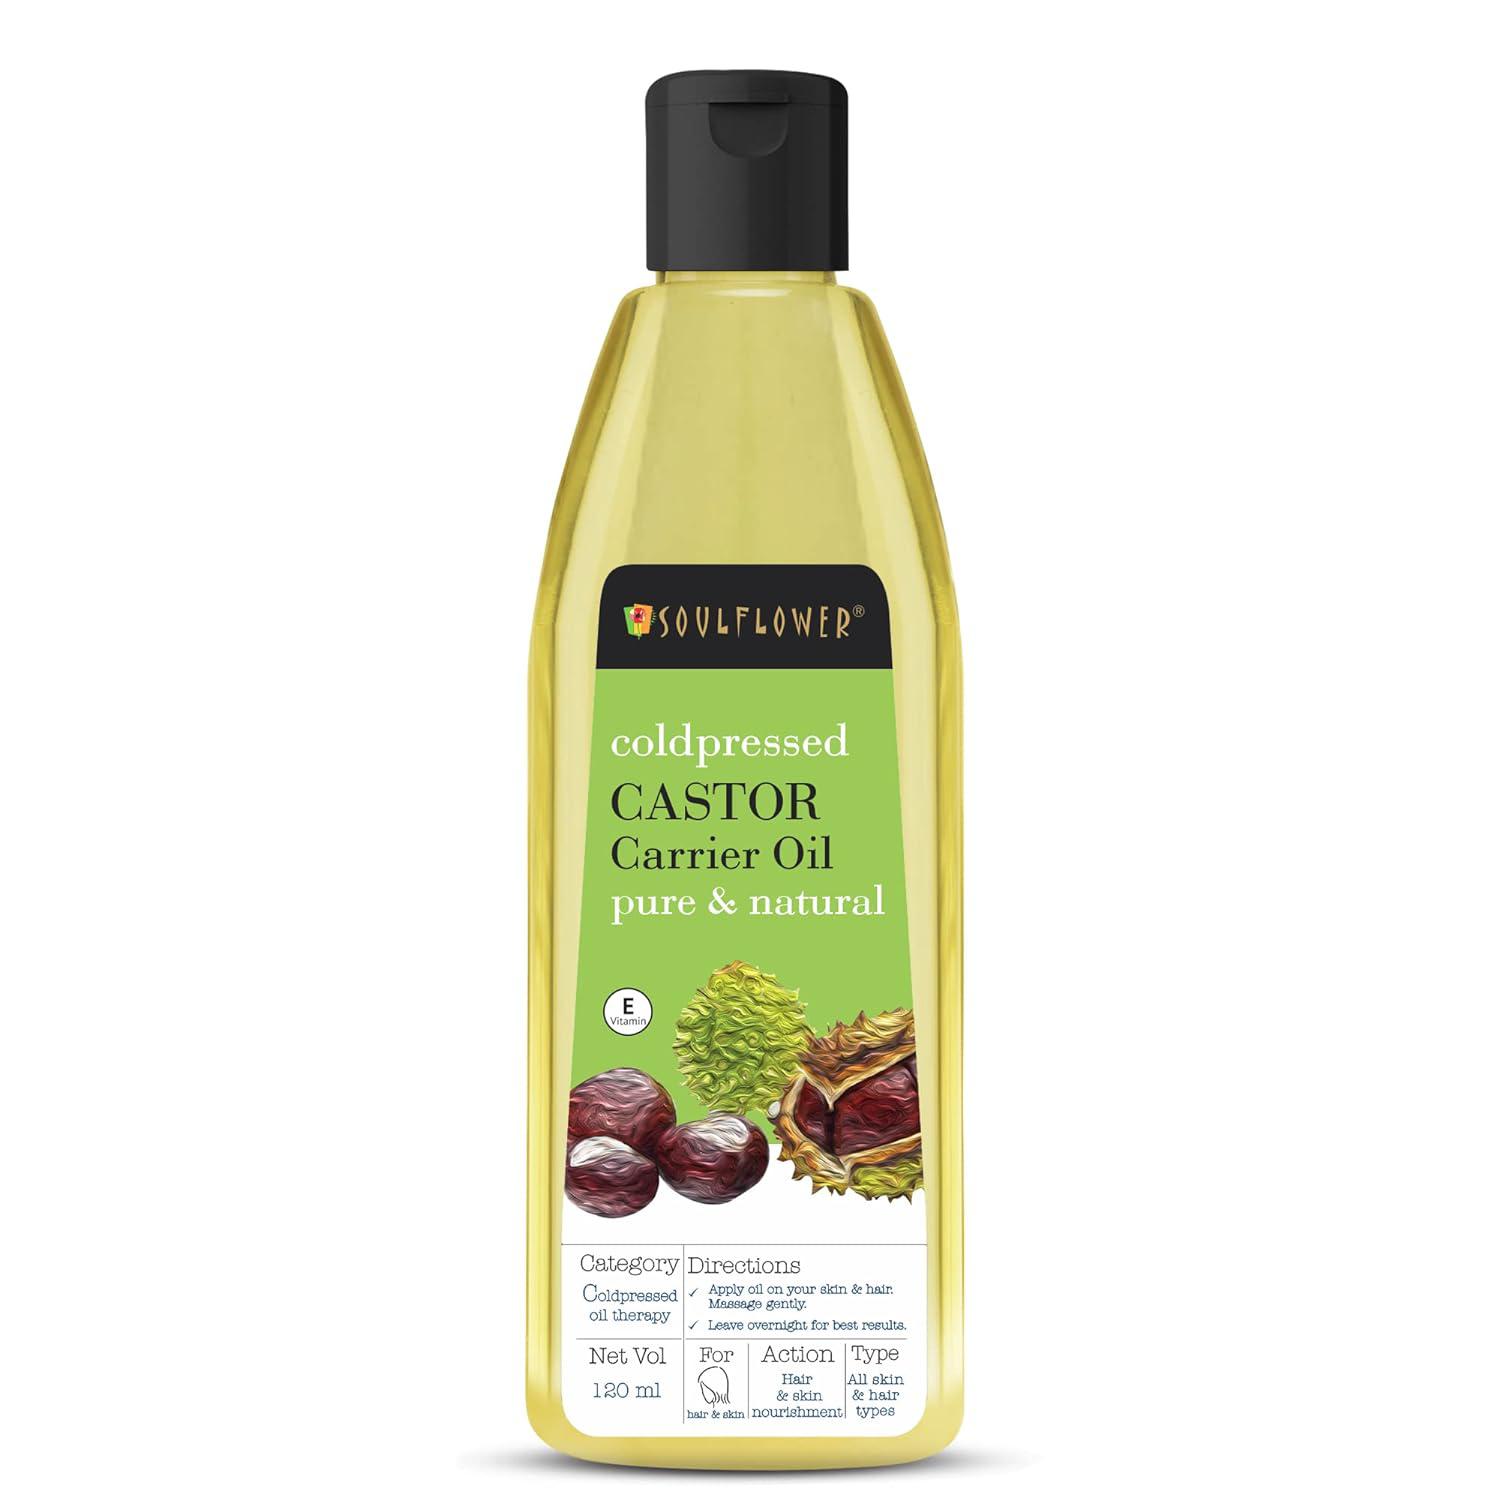 SOULFLOWER®
coldpressed
CASTOR
Carrier Oil
pure & natural
E
Vitamin
Category
Coldpressed
oil therapy
Directions
✓ Apply oil on your skin & hair.
Massage gently.
✓ Leave overnight for best results.
Net Vol
120 ml
For
hair & skin
Action
Hair
& skin
nourishment
Type
All skin
& hair
types